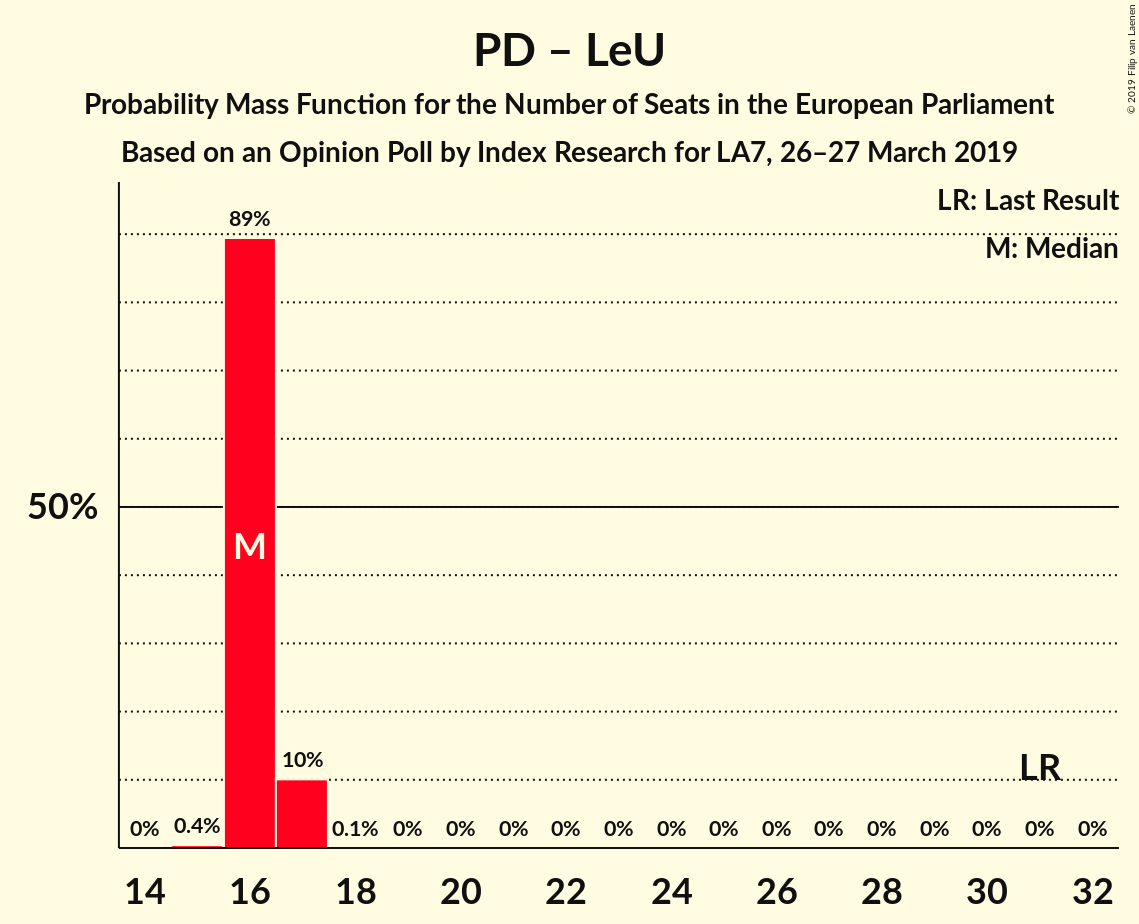 PD – LeU
Probability Mass Function for the Number of Seats in the European Parliament
Based on an Opinion Poll by Index Research for LA7, 26–27 March 2019
© 2019 Filip van Laenen
LR: Last Result
M: Median
89%
50%
M
10%
LR
0% 0.4% 0.1% 0% 0% 0% 0% 0% 0% 0% 0% 0% 0% 0% 0% 0% 0%
14 16 18 20 22 24 26 28 30 32